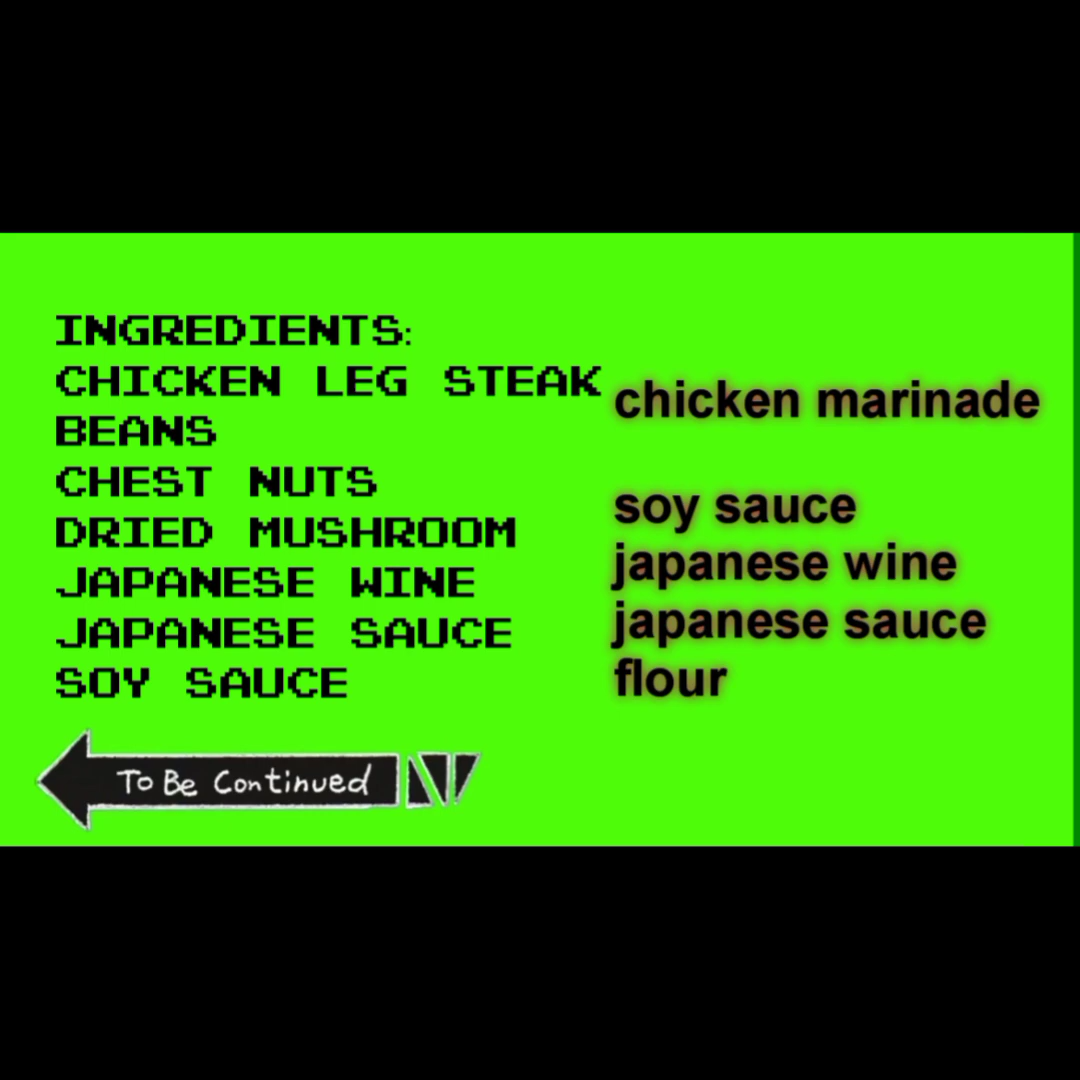 INGREDIENTS:
CHICKEN LEG STEAK
BEANS
CHEST NUTS
DRIED MUSHROOM
JAPANESE WINE
JAPANESE SAUCE
SOY SAUCE
chicken marinade
soy sauce
japanese wine
japanese sauce
flour
To Be Continued